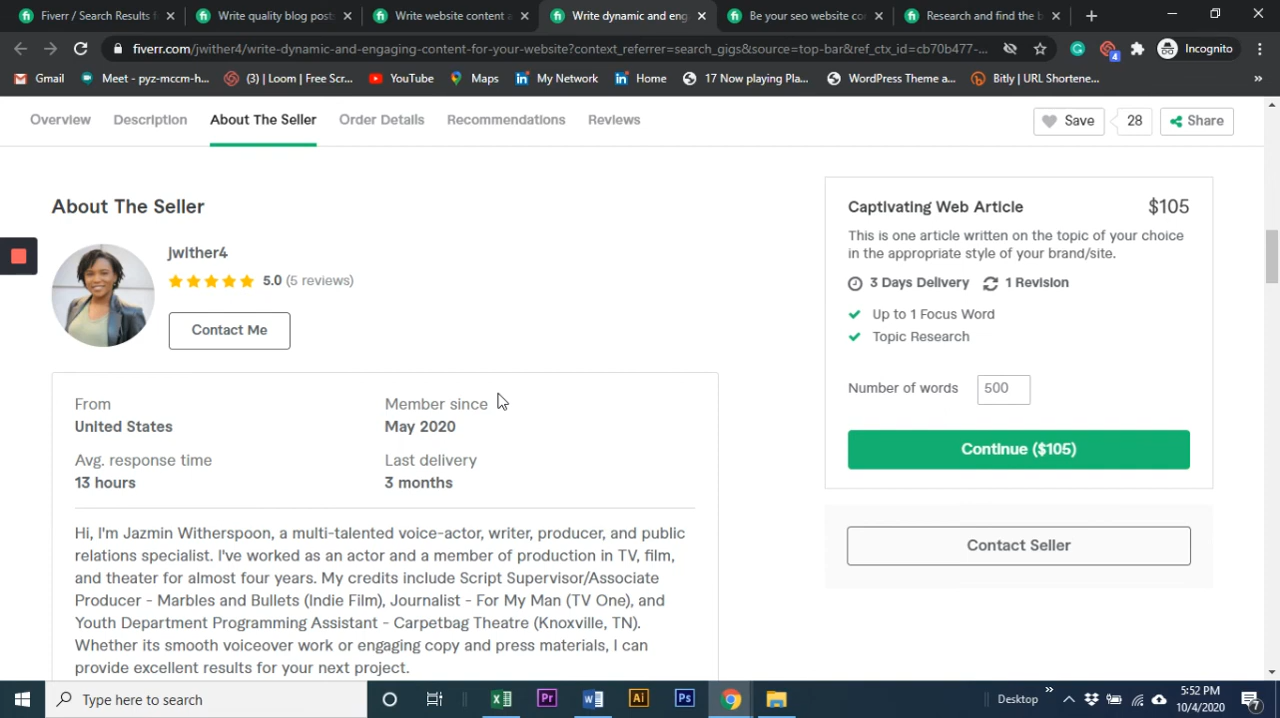 Fiverr / Search Results f
Write quality blog post
Write website content a
Write dynamic and eng
Be your seo website co
Research and find the b
Incognito
fiverr.com/jwither4/write-dynamic-and-engaging-content-for-your-website?context_referrer=search_gigs&source=top-bar&ref_ctx_id=cb70b477-...
4
Gmail
Meet - pyz-mccm-h...
(3) | Loom | Free Scr...
YouTube
Maps
My Network
Home
17 Now playing Pla...
WordPress Theme a...
Bitly | URL Shortene...
»
Overview
Description
About The Seller
Order Details
Recommendations
Reviews
Save
28
Share
About The Seller
jwither4
5.0 (5 reviews)
Contact Me
From
United States
Member since
May 2020
Avg. response time
13 hours
Last delivery
3 months
Hi, I'm Jazmin Witherspoon, a multi-talented voice-actor, writer, producer, and public
relations specialist. I've worked as an actor and a member of production in TV, film,
and theater for almost four years. My credits include Script Supervisor/Associate
Producer - Marbles and Bullets (Indie Film), Journalist - For My Man (TV One), and
Youth Department Programming Assistant - Carpetbag Theatre (Knoxville, TN).
Whether its smooth voiceover work or engaging copy and press materials, I can
provide excellent results for your next project.
Captivating Web Article
$105
This is one article written on the topic of your choice
in the appropriate style of your brand/site.
3 Days Delivery
1 Revision
Up to 1 Focus Word
Topic Research
Number of words
500
Continue ($105)
Contact Seller
Type here to search
Pr
Ai
Ps
Desktop
»
5:52 PM
10/4/2020
7